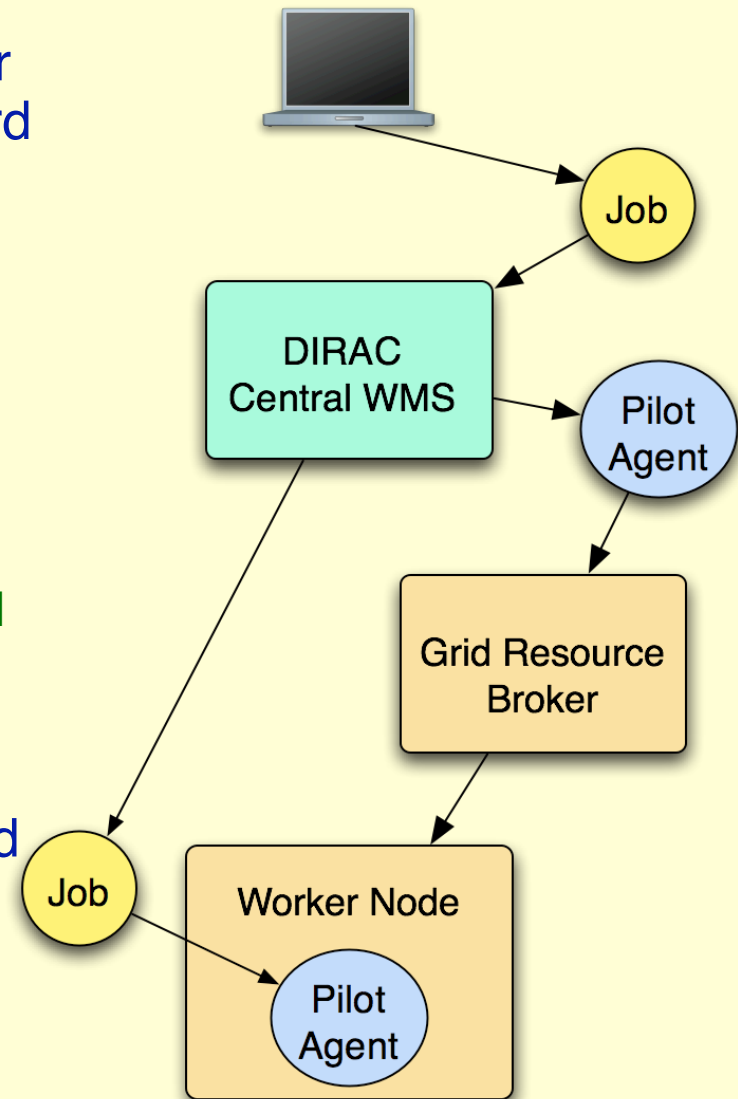 Job
DIRAC
Central WMS
Pilot
Agent
Grid Resource
Broker
Job
Worker Node
Pilot
Agent